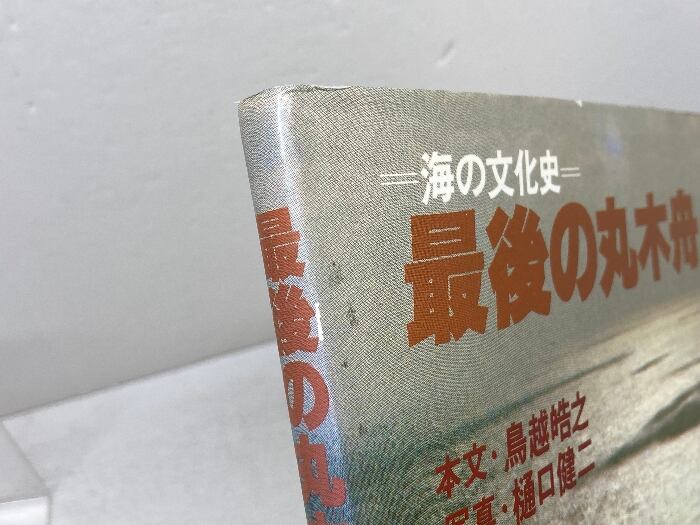 =海の文化史=
最後の丸木舟
本文・鳥越皓之
写真・樋口健二
最後の丸